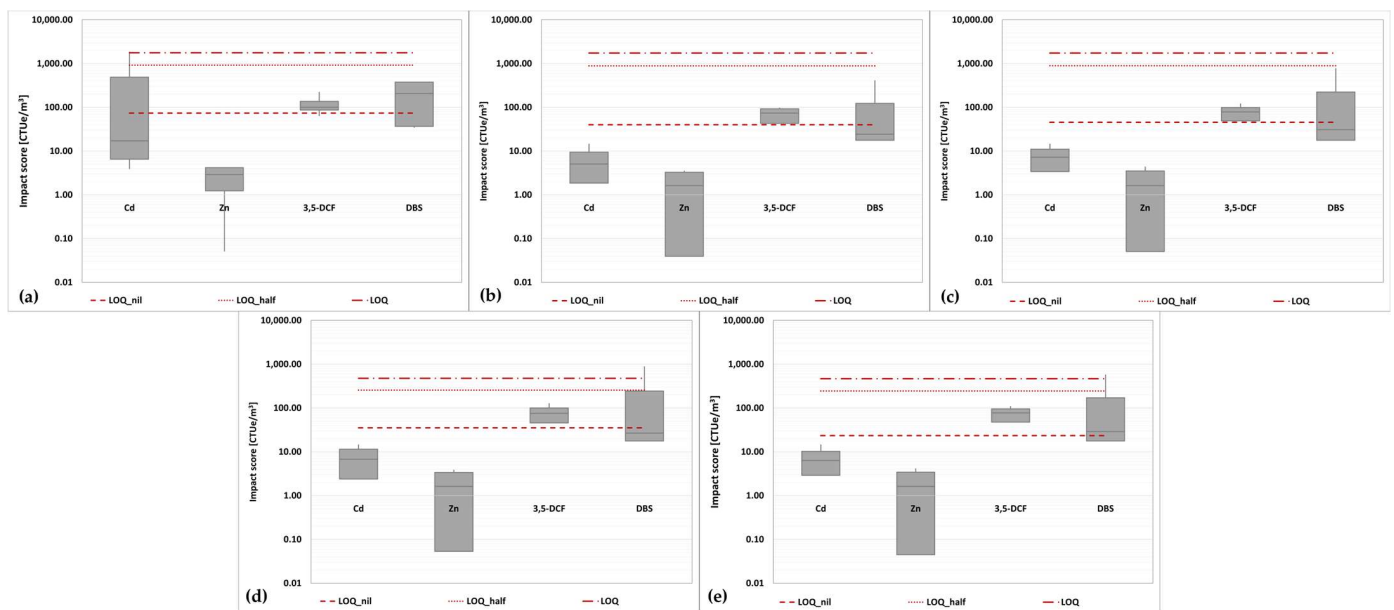 10,000.00
1,000.00
100.00
10.00
1.00
0.10
0.01
Impact score [CTUe/m³]
Cd Zn 3,5-DCF DBS
(a)
LOQ_nil LOQ_half LOQ
10,000.00
1,000.00
100.00
10.00
1.00
0.10
0.01
Impact score [CTUe/m³]
Cd Zn 3,5-DCF DBS
(b)
LOQ_nil LOQ_half LOQ
10,000.00
1,000.00
100.00
10.00
1.00
0.10
0.01
Impact score [CTUe/m³]
Cd Zn 3,5-DCF DBS
(c)
LOQ_nil LOQ_half LOQ
10,000.00
1,000.00
100.00
10.00
1.00
0.10
0.01
Impact score [CTUe/m³]
Cd Zn 3,5-DCF DBS
(d)
LOQ_nil LOQ_half LOQ
10,000.00
1,000.00
100.00
10.00
1.00
0.10
0.01
Impact score [CTUe/m³]
Cd Zn 3,5-DCF DBS
(e)
LOQ_nil LOQ_half LOQ